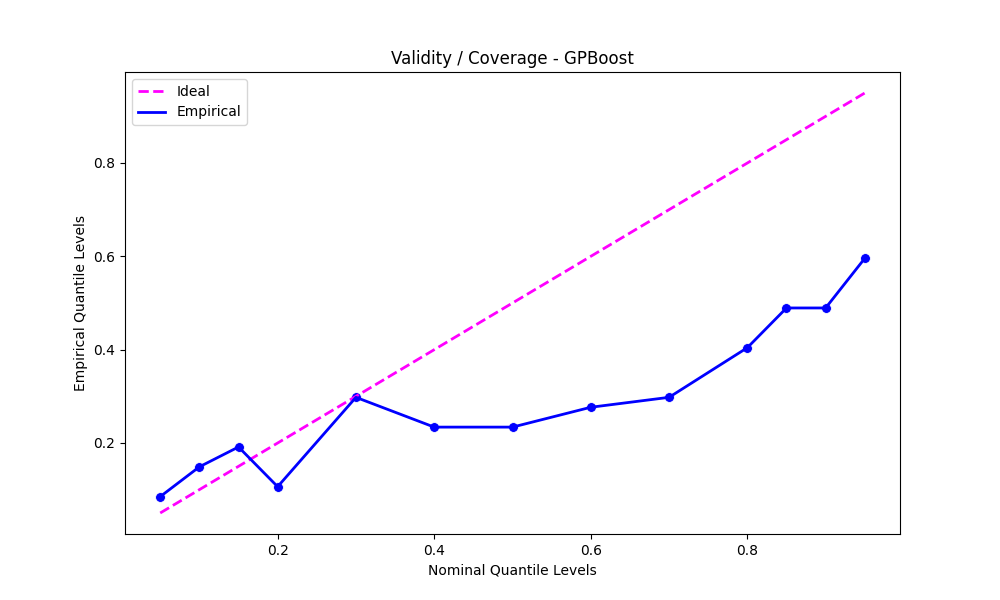 Validity / Coverage - GPBoost
Ideal
Empirical
Empirical Quantile Levels
0.8
0.6
0.4
0.2
0.2
0.4
0.6
0.8
Nominal Quantile Levels